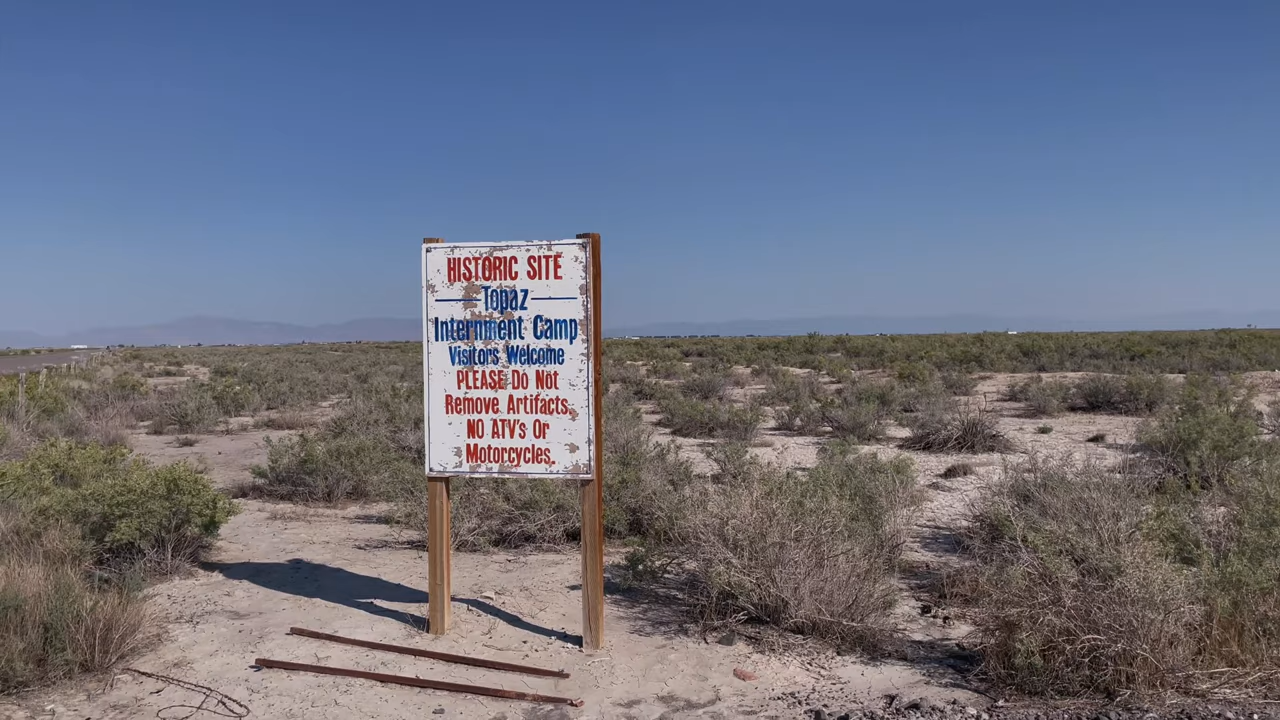 HISTORIC SITE
Topaz
Internment Camp
Visitors Welcome
PLEASE Do Not
Remove Artifacts.
NO ATV's Or
Motorcycles.